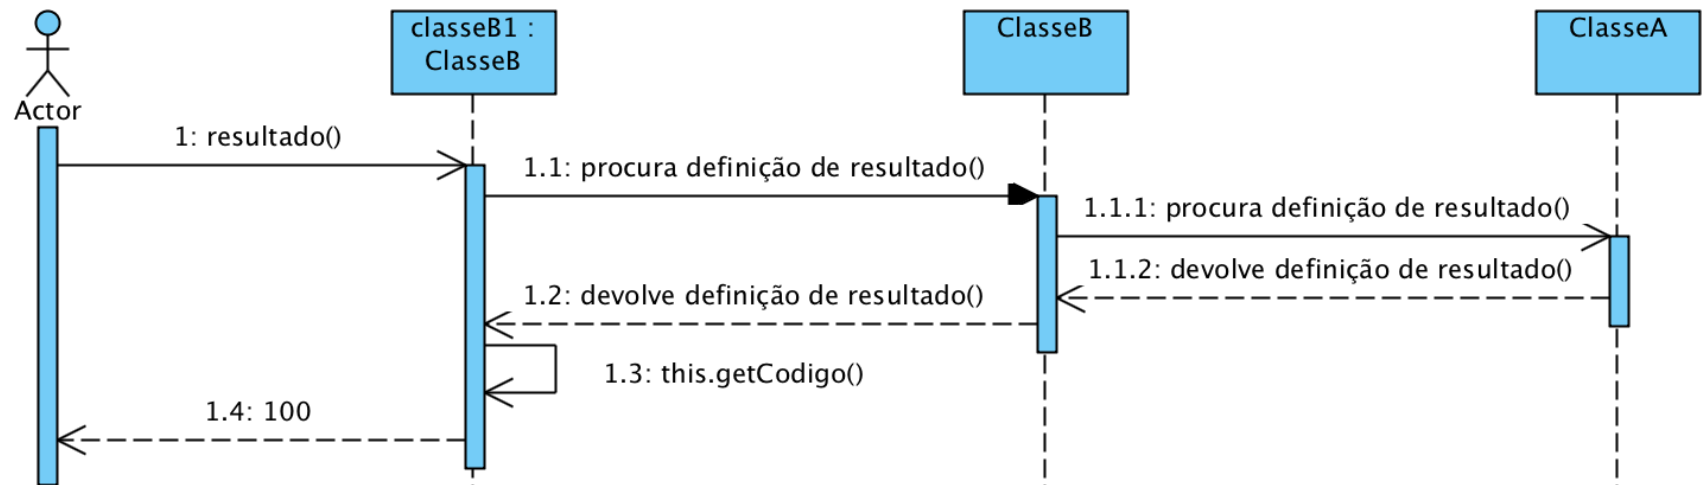 classeB1 :
ClasseB
ClasseB
ClasseA
Actor
1: resultado()
1.1: procura definição de resultado()
1.1.1: procura definição de resultado()
1.1.2: devolve definição de resultado()
1.2: devolve definição de resultado()
1.3: this.getCodigo()
1.4: 100